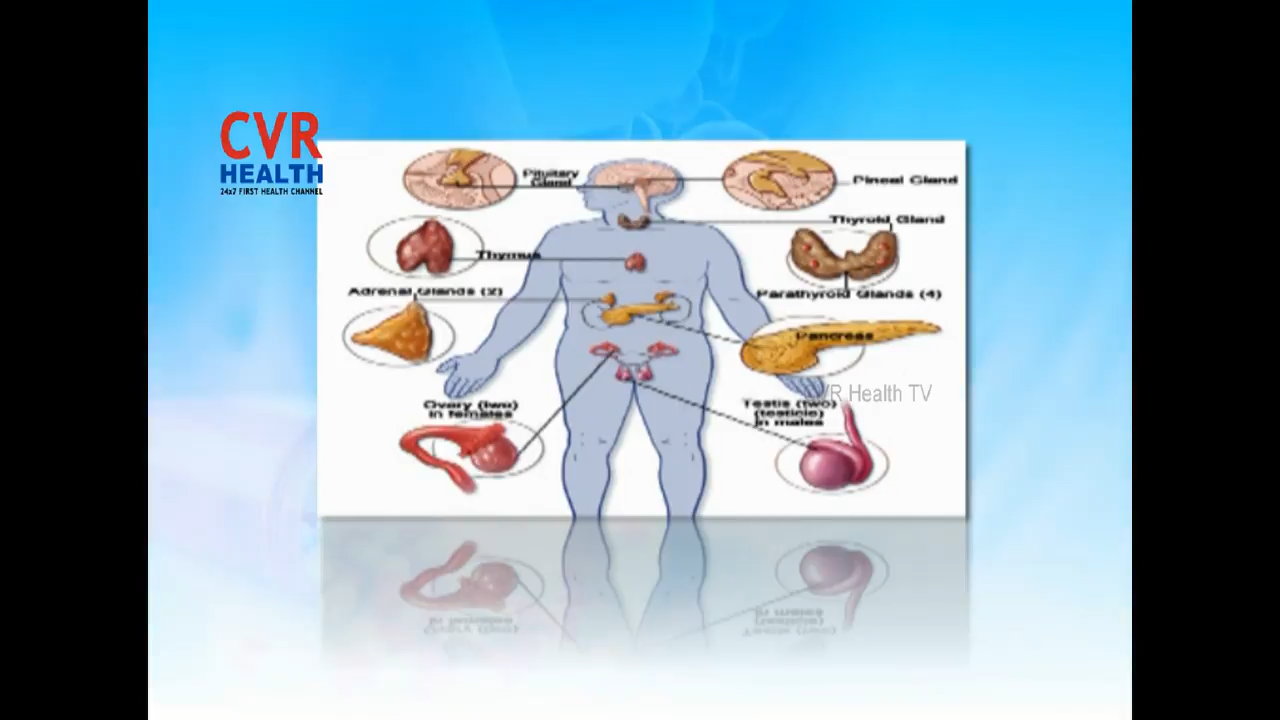 CVR
HEALTH
24x7 FIRST HEALTH CHANNEL
Pituitary
Gland
Pineal Gland
Thyroid Gland
Thymus
Adrenal Glands (2)
Parathyroid Glands (4)
Pancreas
VR Health TV
Ovary (two)
in females
Testis (two)
(testicle)
in males